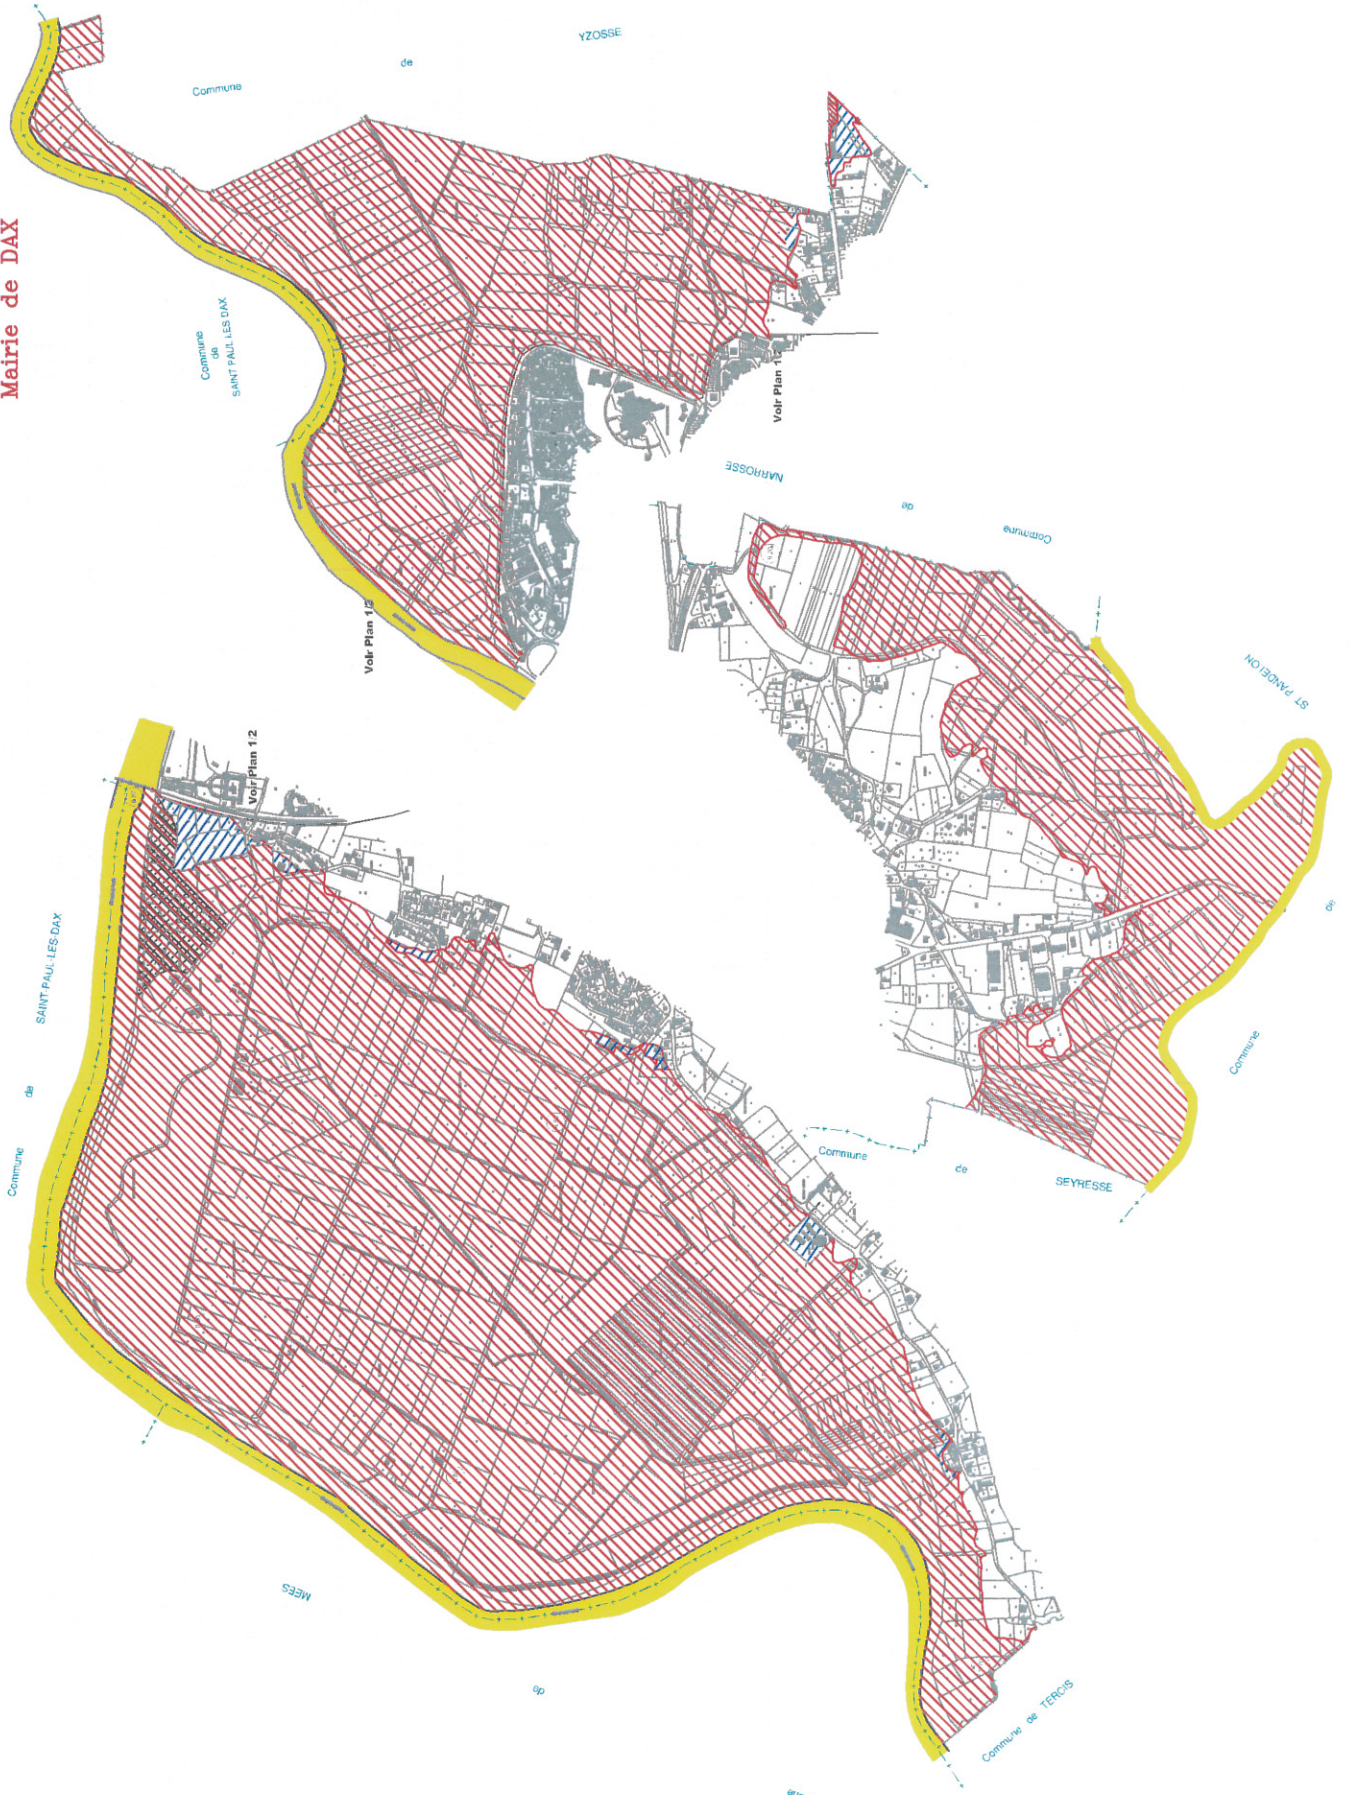 Mairie de DAX
Commune
de
YZOSSE
Commune
de
SAINT PAUL LES DAX
Voir Plan 1/2
Voir Plan 1/2
NARROSSE
de
Commune
ST PANDELON
de
Commune
Voir Plan 1/2
SAINT-PAUL-LES-DAX
de
Commune
Commune
de
SEYRESSE
MEES
de
Commune de TERCIS